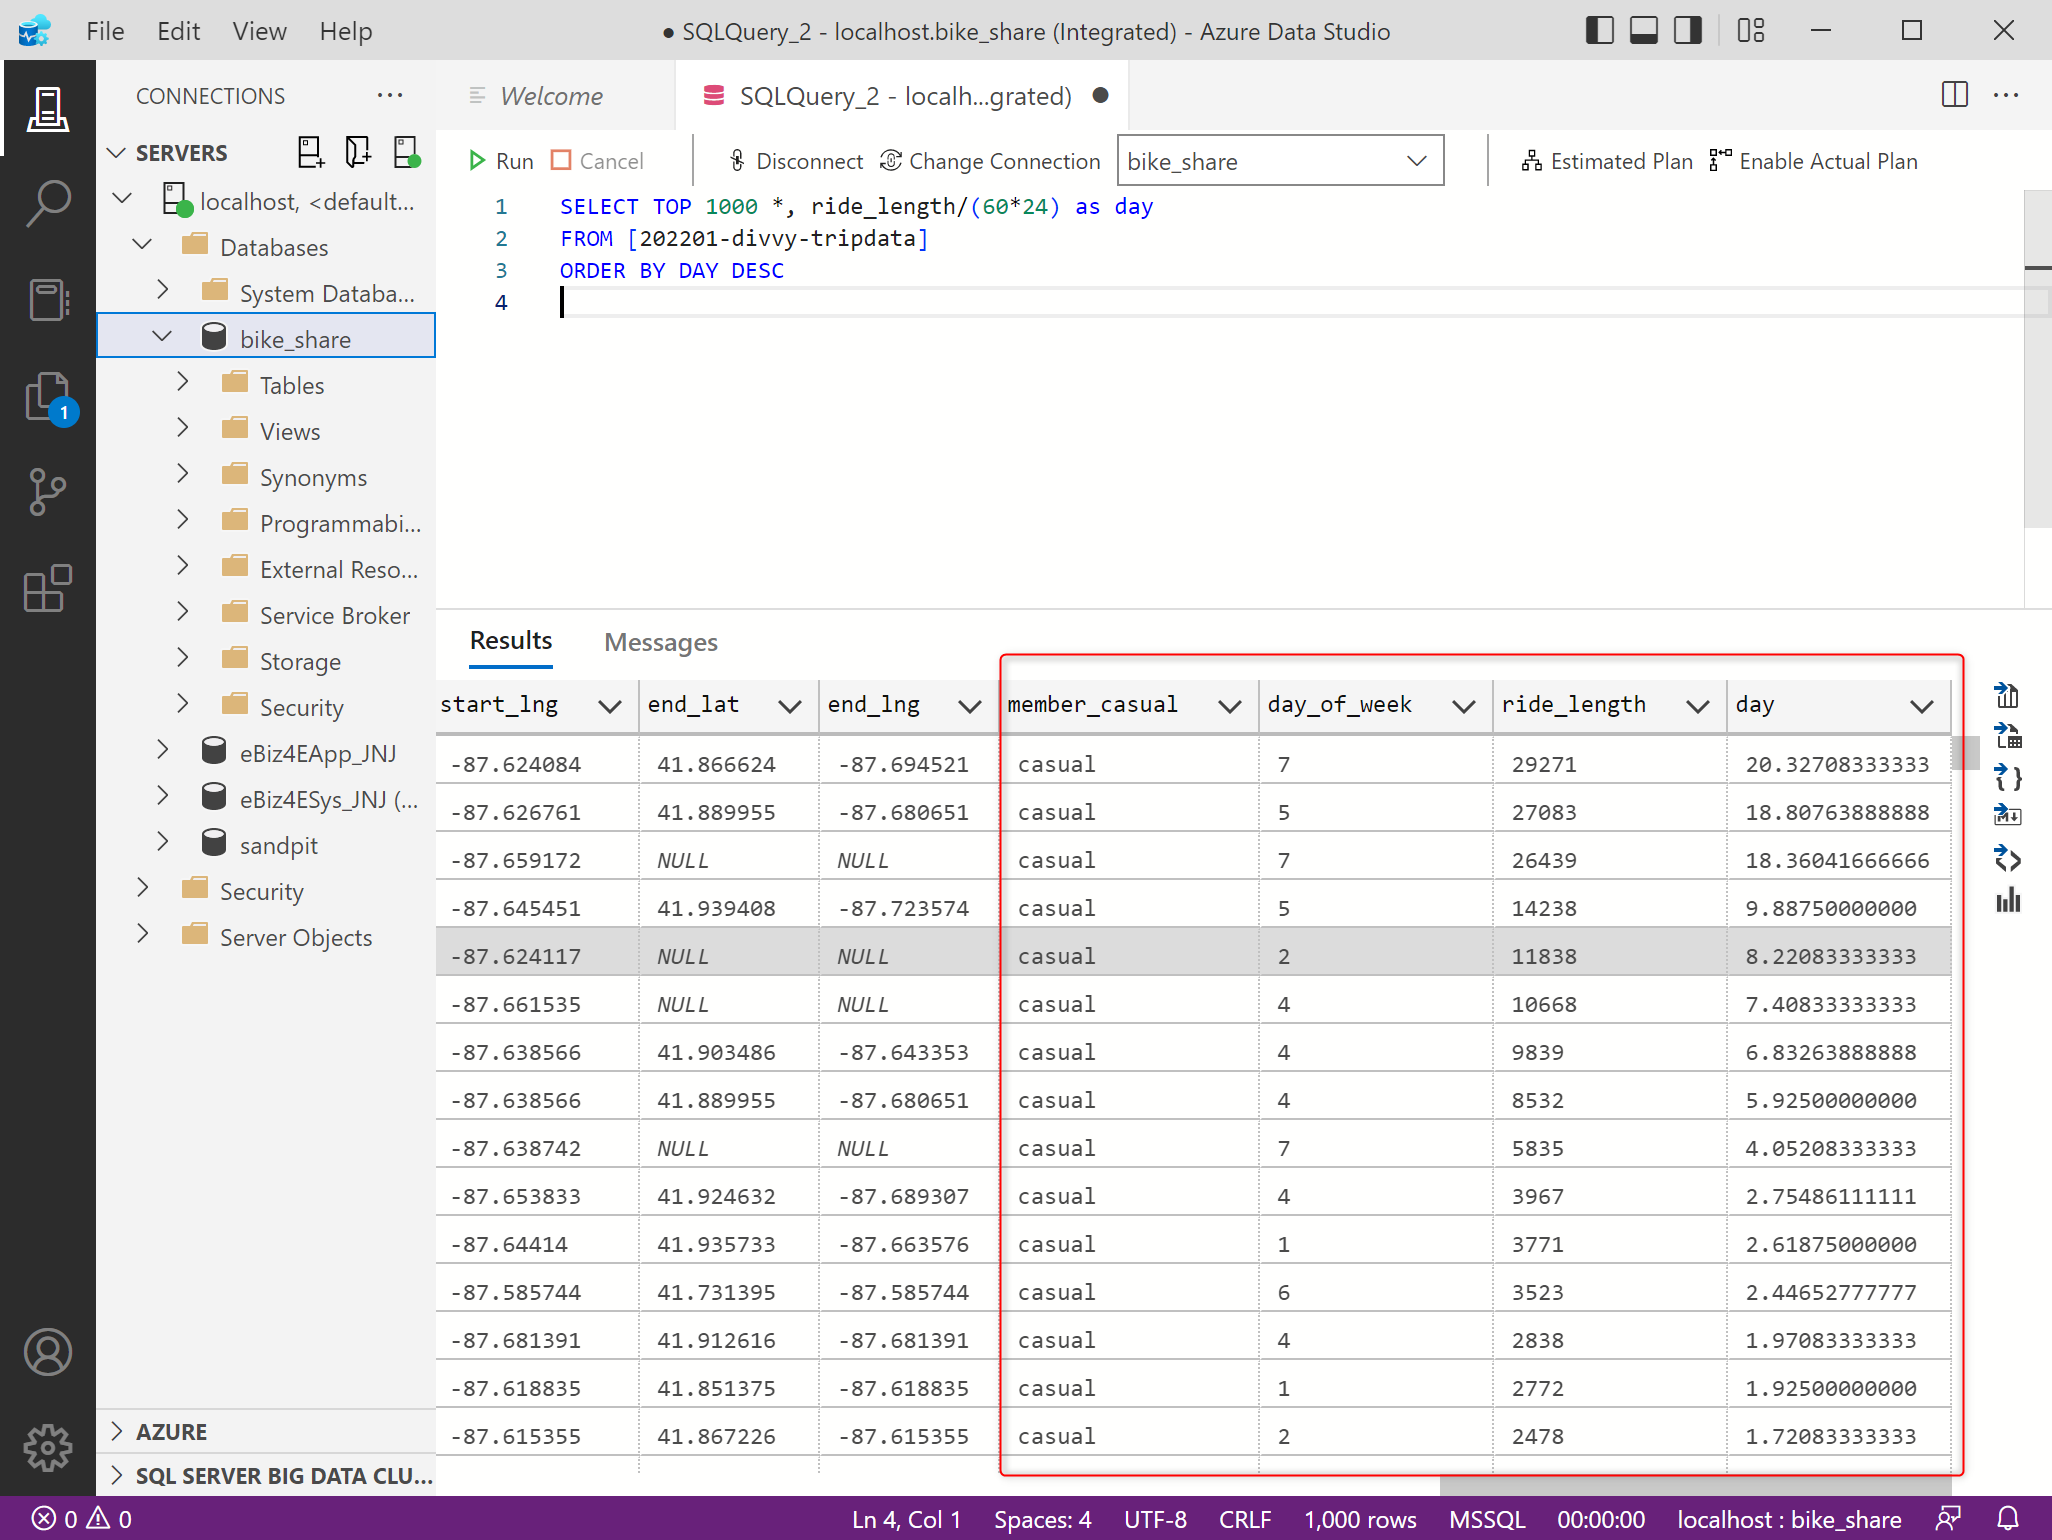 File Edit View Help
● SQLQuery_2 - localhost.bike_share (Integrated) - Azure Data Studio
CONNECTIONS ...
SERVERS
localhost, <default...
Databases
System Databa...
bike_share
Tables
Views
Synonyms
Programmabi...
External Reso...
Service Broker
Storage
Security
eBiz4EApp_JNJ
eBiz4ESys_JNJ (...
sandpit
Security
Server Objects
AZURE
SQL SERVER BIG DATA CLU...
1
Welcome
SQLQuery_2 - localh...grated) ●
Run Cancel Disconnect Change Connection bike_share Estimated Plan Enable Actual Plan
1 SELECT TOP 1000 *, ride_length/(60*24) as day
2 FROM [202201-divvy-tripdata]
3 ORDER BY DAY DESC
4
Results Messages
start_lng end_lat end_lng member_casual day_of_week ride_length day
-87.624084 41.866624 -87.694521 casual 7 29271 20.32708333333
-87.626761 41.889955 -87.680651 casual 5 27083 18.80763888888
-87.659172 NULL NULL casual 7 26439 18.36041666666
-87.645451 41.939408 -87.723574 casual 5 14238 9.88750000000
-87.624117 NULL NULL casual 2 11838 8.22083333333
-87.661535 NULL NULL casual 4 10668 7.40833333333
-87.638566 41.903486 -87.643353 casual 4 9839 6.83263888888
-87.638566 41.889955 -87.680651 casual 4 8532 5.92500000000
-87.638742 NULL NULL casual 7 5835 4.05208333333
-87.653833 41.924632 -87.689307 casual 4 3967 2.75486111111
-87.64414 41.935733 -87.663576 casual 1 3771 2.61875000000
-87.585744 41.731395 -87.585744 casual 6 3523 2.44652777777
-87.681391 41.912616 -87.681391 casual 4 2838 1.97083333333
-87.618835 41.851375 -87.618835 casual 1 2772 1.92500000000
-87.615355 41.867226 -87.615355 casual 2 2478 1.72083333333
0 0 Ln 4, Col 1 Spaces: 4 UTF-8 CRLF 1,000 rows MSSQL 00:00:00 localhost : bike_share